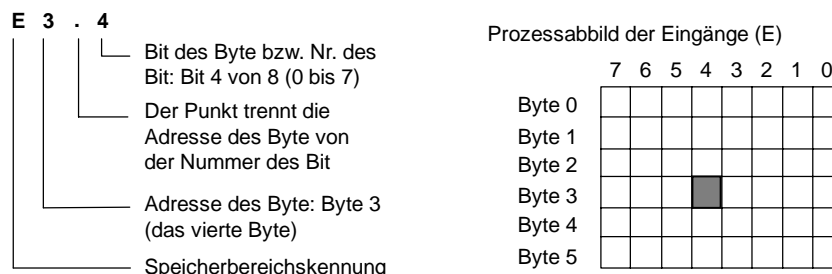 E 3 . 4
Bit des Byte bzw. Nr. des
Bit: Bit 4 von 8 (0 bis 7)
Der Punkt trennt die
Adresse des Byte von
der Nummer des Bit
Adresse des Byte: Byte 3
(das vierte Byte)
Speicherbereichskennung
Prozessabbild der Eingänge (E)
7 6 5 4 3 2 1 0
Byte 0
Byte 1
Byte 2
Byte 3
Byte 4
Byte 5